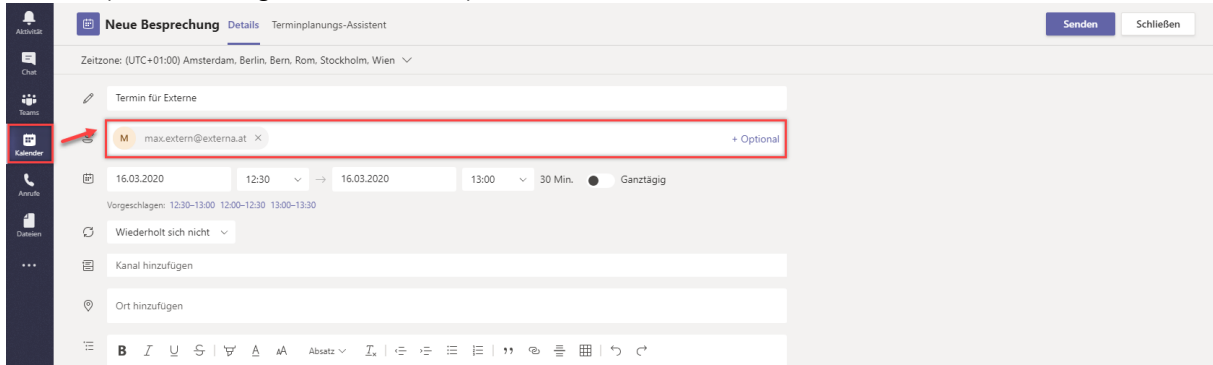 Aktivität
Chat
Teams
Kalender
Anrufe
Dateien
Neue Besprechung Details Terminplanungs-Assistent Senden Schließen
Zeitzone: (UTC+01:00) Amsterdam, Berlin, Bern, Rom, Stockholm, Wien
Termin für Externe
M max.extern@externa.at × + Optional
16.03.2020 12:30 → 16.03.2020 13:00 30 Min. Ganztägig
Vorgeschlagen: 12:30–13:00 12:00–12:30 13:00–13:30
Wiederholt sich nicht
Kanal hinzufügen
Ort hinzufügen
B I U S A AA Absatz